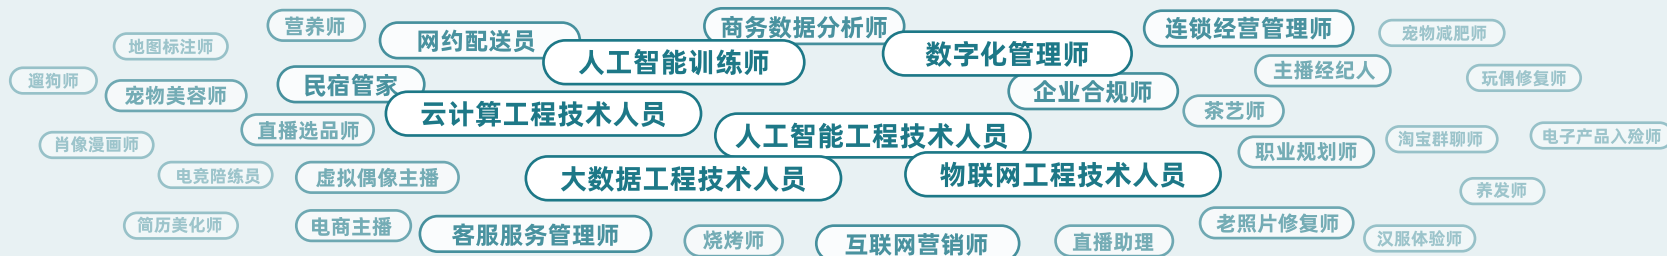 营养师
商务数据分析师
连锁经营管理师
宠物减肥师
地图标注师
网约配送员
人工智能训练师
数字化管理师
遛狗师
民宿管家
主播经纪人
玩偶修复师
宠物美容师
企业合规师
云计算工程技术人员
茶艺师
直播选品师
人工智能工程技术人员
淘宝群聊师
电子产品入殓师
肖像漫画师
职业规划师
电竞陪练员
虚拟偶像主播
大数据工程技术人员
物联网工程技术人员
养发师
简历美化师
电商主播
客服服务管理师
烧烤师
互联网营销师
直播助理
老照片修复师
汉服体验师